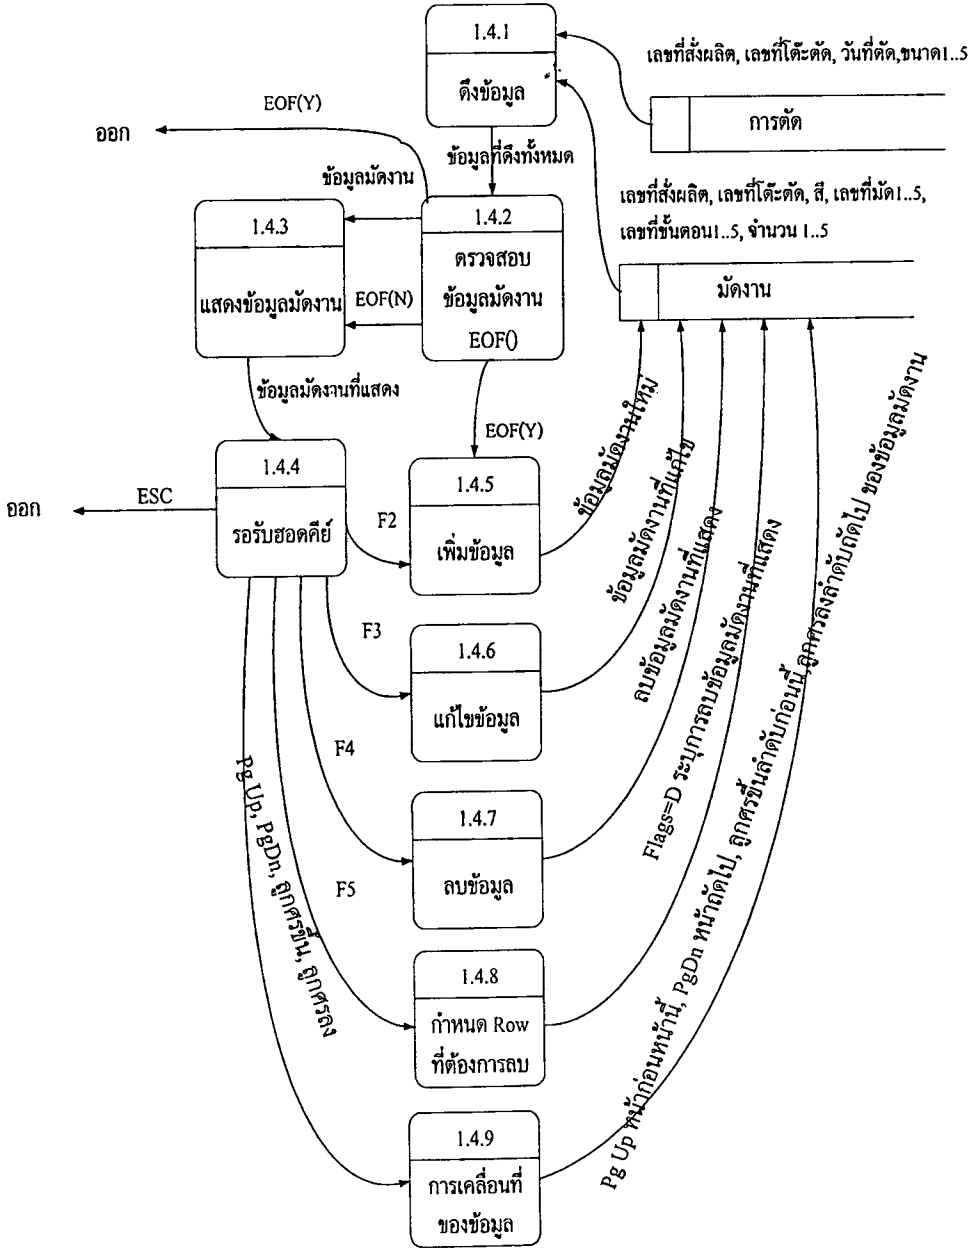 1.4.1
ดึงข้อมูล
เลขที่สั่งผลิต, เลขที่โต๊ะตัด, วันที่ตัด,ขนาด1..5
การตัด
EOF(Y)
ออก
ข้อมูลที่ดึงทั้งหมด
ข้อมูลมัดงาน
1.4.2
ตรวจสอบ
ข้อมูลมัดงาน
EOF()
เลขที่สั่งผลิต, เลขที่โต๊ะตัด, สี, เลขที่มัด1..5,
เลขที่ขั้นตอน1..5, จำนวน 1..5
มัดงาน
1.4.3
แสดงข้อมูลมัดงาน
EOF(N)
ข้อมูลมัดงานที่แสดง
EOF(Y)
1.4.4
รอรับฮอตคีย์
ESC
ออก
F2
1.4.5
เพิ่มข้อมูล
ข้อมูลมัดงานใหม่
F3
1.4.6
แก้ไขข้อมูล
ข้อมูลมัดงานที่แก้ไข
F4
1.4.7
ลบข้อมูล
ลบข้อมูลมัดงานที่แสดง
F5
1.4.8
กำหนด Row
ที่ต้องการลบ
Flags=D ระบุการลบข้อมูลมัดงานที่แสดง
Pg Up, PgDn, ลูกศรขึ้น, ลูกศรลง
1.4.9
การเคลื่อนที่
ของข้อมูล
Pg Up หน้าก่อนหน้านี้, PgDn หน้าถัดไป, ลูกศรขึ้นลำดับก่อนนี้,ลูกศรลงลำดับถัดไป ของข้อมูลมัดงาน